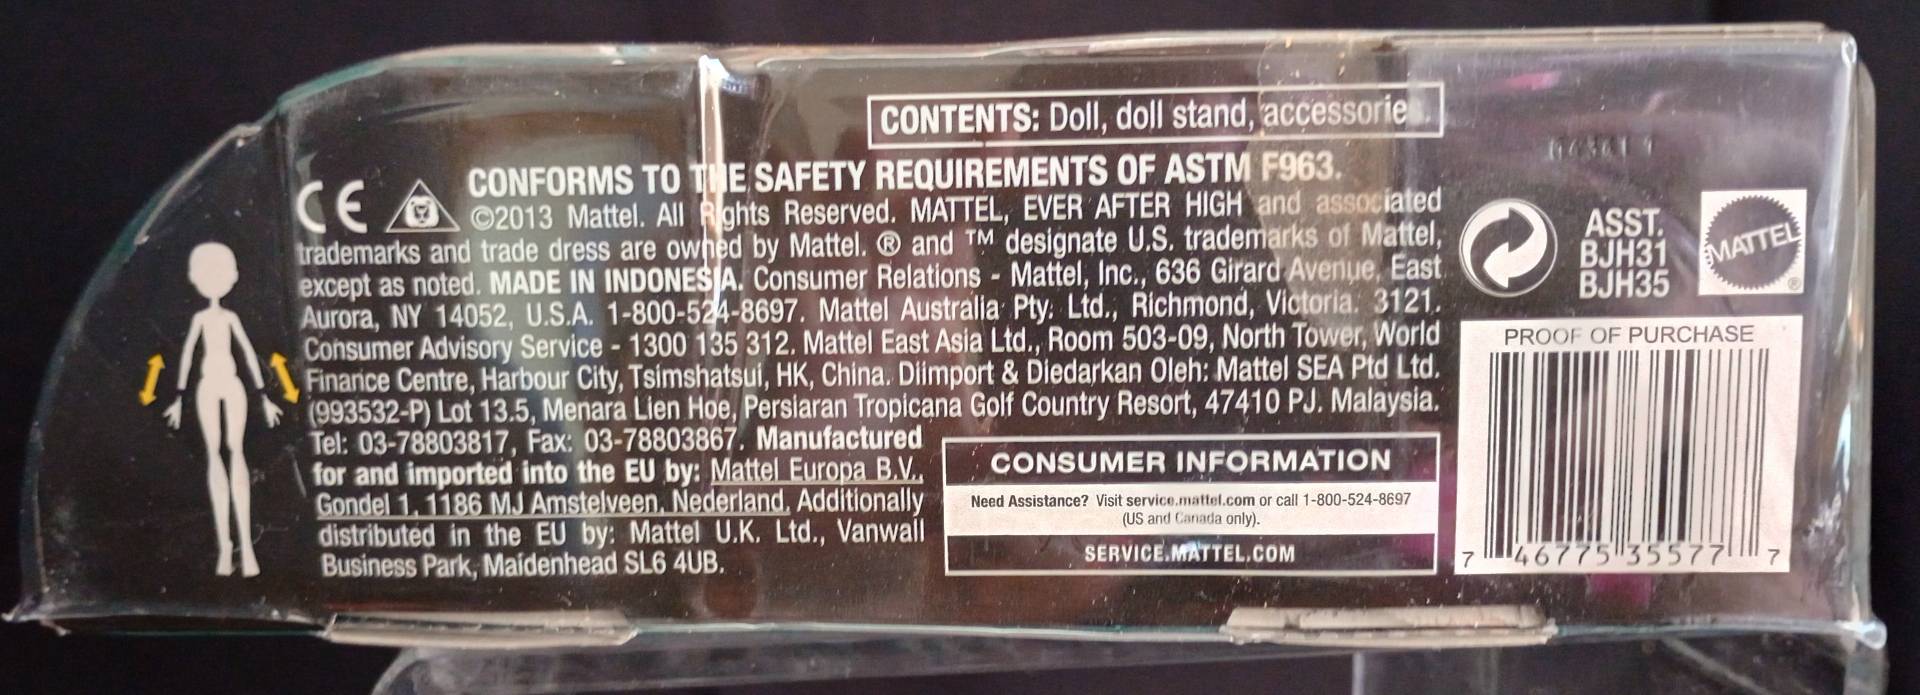 CONTENTS: Doll, doll stand, accessorie
CE
CONFORMS TO THE SAFETY REQUIREMENTS OF ASTM F963.
©2013 Mattel. All Rights Reserved. MATTEL, EVER AFTER HIGH and associated
trademarks and trade dress are owned by Mattel. ® and ™ designate U.S. trademarks of Mattel,
except as noted. MADE IN INDONESIA. Consumer Relations - Mattel, Inc., 636 Girard Avenue, East
Aurora, NY 14052, U.S.A. 1-800-524-8697. Mattel Australia Pty. Ltd., Richmond, Victoria. 3121.
Consumer Advisory Service - 1300 135 312. Mattel East Asia Ltd., Room 503-09, North Tower, World
Finance Centre, Harbour City, Tsimshatsui, HK, China. Diimport & Diedarkan Oleh: Mattel SEA Ptd Ltd.
(993532-P) Lot 13.5, Menara Lien Hoe, Persiaran Tropicana Golf Country Resort, 47410 PJ. Malaysia.
Tel: 03-78803817, Fax: 03-78803867. Manufactured
for and imported into the EU by: Mattel Europa B.V.,
Gondel 1, 1186 MJ Amstelveen, Nederland. Additionally
distributed in the EU by: Mattel U.K. Ltd., Vanwall
Business Park, Maidenhead SL6 4UB.
CONSUMER INFORMATION
Need Assistance? Visit service.mattel.com or call 1-800-524-8697
(US and Canada only).
SERVICE.MATTEL.COM
ASST.
BJH31
BJH35
MATTEL
®
PROOF OF PURCHASE
7 46775 35577 7